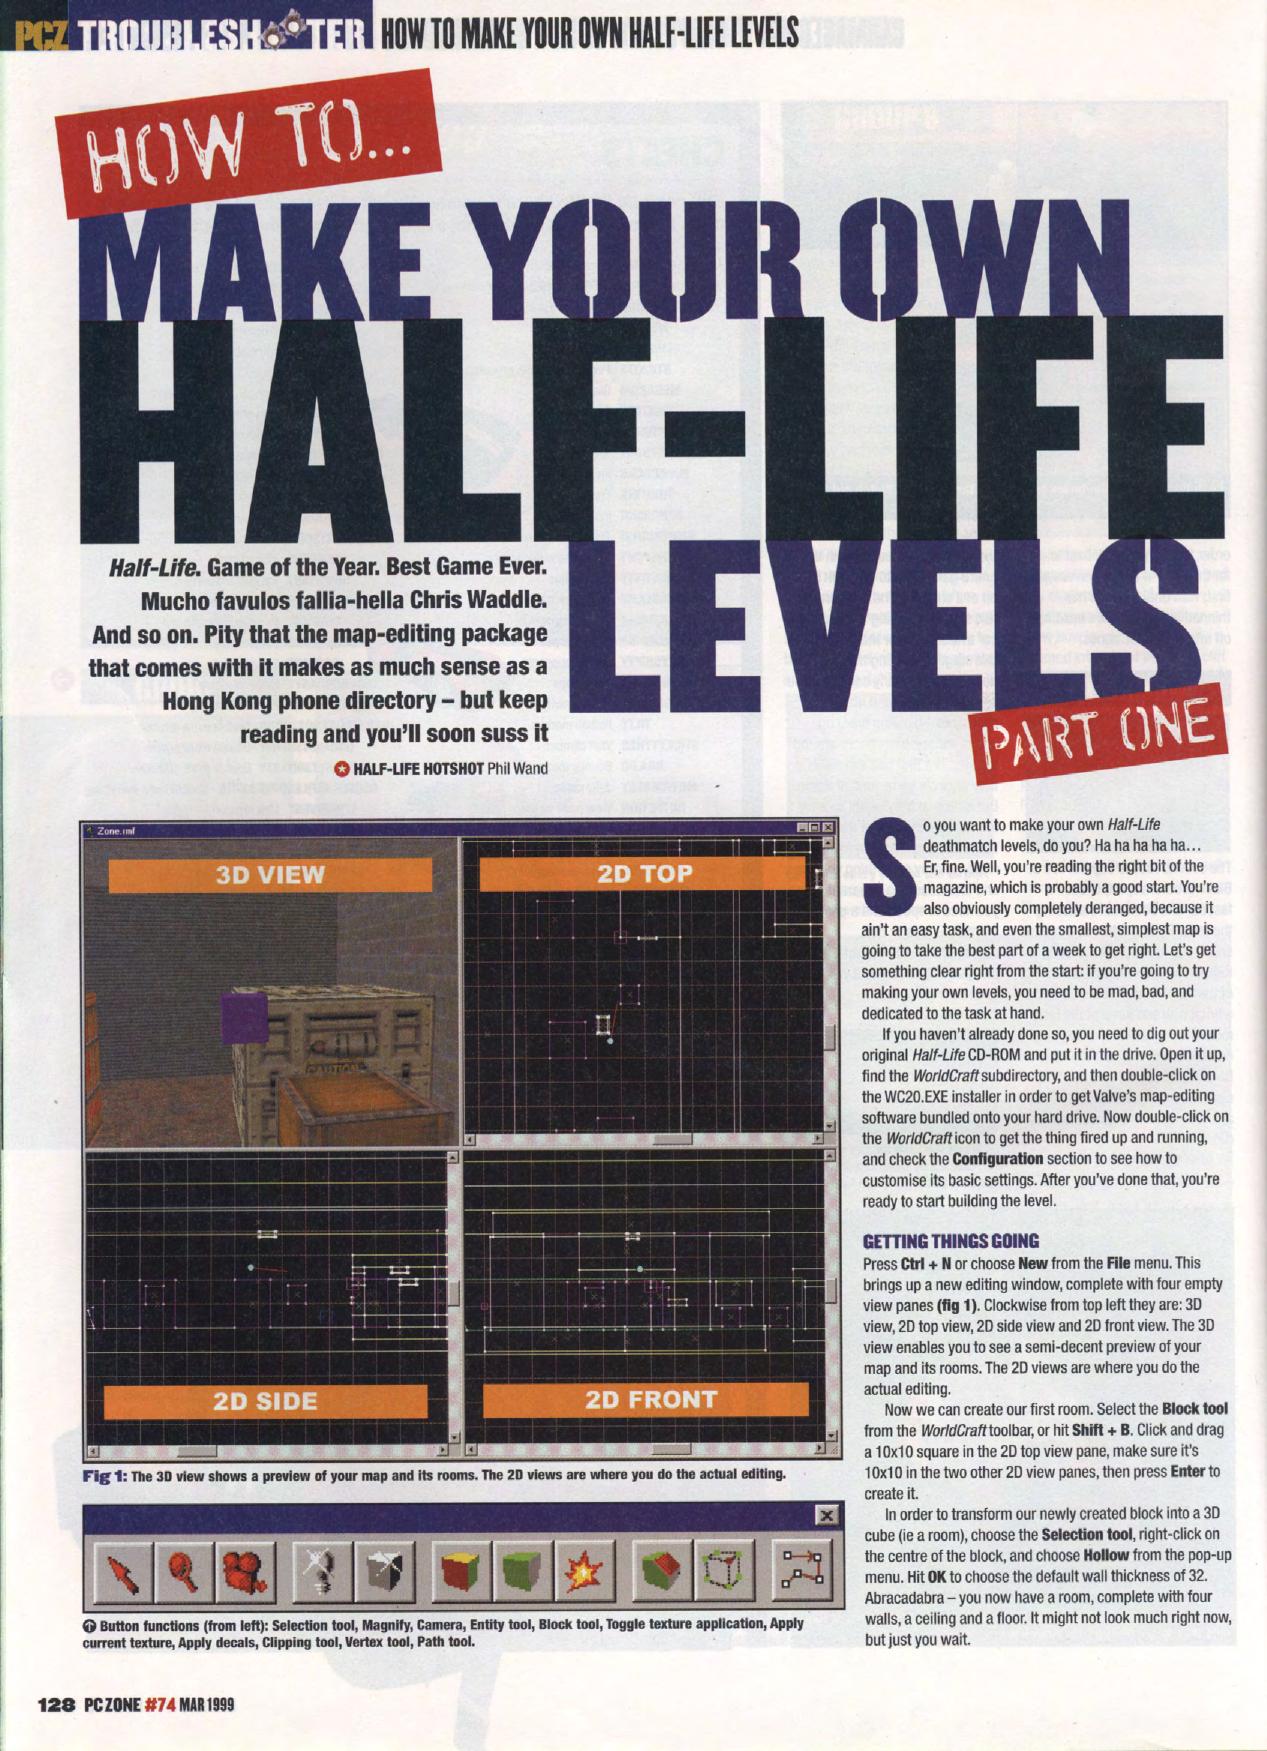 PCZ TROUBLESHOOTER HOW TO MAKE YOUR OWN HALF-LIFE LEVELS
HOW TO...
MAKE YOUR OWN
HALF-LIFE
LEVELS
PART ONE
Half-Life. Game of the Year. Best Game Ever.
Mucho favulos fallia-hella Chris Waddle.
And so on. Pity that the map-editing package
that comes with it makes as much sense as a
Hong Kong phone directory – but keep
reading and you'll soon suss it
HALF-LIFE HOTSHOT Phil Wand
Zone.rmf
3D VIEW
2D TOP
CAUTION
2D SIDE
2D FRONT
Fig 1: The 3D view shows a preview of your map and its rooms. The 2D views are where you do the actual editing.
Button functions (from left): Selection tool, Magnify, Camera, Entity tool, Block tool, Toggle texture application, Apply
current texture, Apply decals, Clipping tool, Vertex tool, Path tool.
So you want to make your own Half-Life
deathmatch levels, do you? Ha ha ha ha ha...
Er, fine. Well, you're reading the right bit of the
magazine, which is probably a good start. You're
also obviously completely deranged, because it
ain't an easy task, and even the smallest, simplest map is
going to take the best part of a week to get right. Let's get
something clear right from the start: if you're going to try
making your own levels, you need to be mad, bad, and
dedicated to the task at hand.
If you haven't already done so, you need to dig out your
original Half-Life CD-ROM and put it in the drive. Open it up,
find the WorldCraft subdirectory, and then double-click on
the WC20.EXE installer in order to get Valve's map-editing
software bundled onto your hard drive. Now double-click on
the WorldCraft icon to get the thing fired up and running,
and check the Configuration section to see how to
customise its basic settings. After you've done that, you're
ready to start building the level.
GETTING THINGS GOING
Press Ctrl + N or choose New from the File menu. This
brings up a new editing window, complete with four empty
view panes (fig 1). Clockwise from top left they are: 3D
view, 2D top view, 2D side view and 2D front view. The 3D
view enables you to see a semi-decent preview of your
map and its rooms. The 2D views are where you do the
actual editing.
Now we can create our first room. Select the Block tool
from the WorldCraft toolbar, or hit Shift + B. Click and drag
a 10x10 square in the 2D top view pane, make sure it's
10x10 in the two other 2D view panes, then press Enter to
create it.
In order to transform our newly created block into a 3D
cube (ie a room), choose the Selection tool, right-click on
the centre of the block, and choose Hollow from the pop-up
menu. Hit OK to choose the default wall thickness of 32.
Abracadabra – you now have a room, complete with four
walls, a ceiling and a floor. It might not look much right now,
but just you wait.
128 PC ZONE #74 MAR 1999